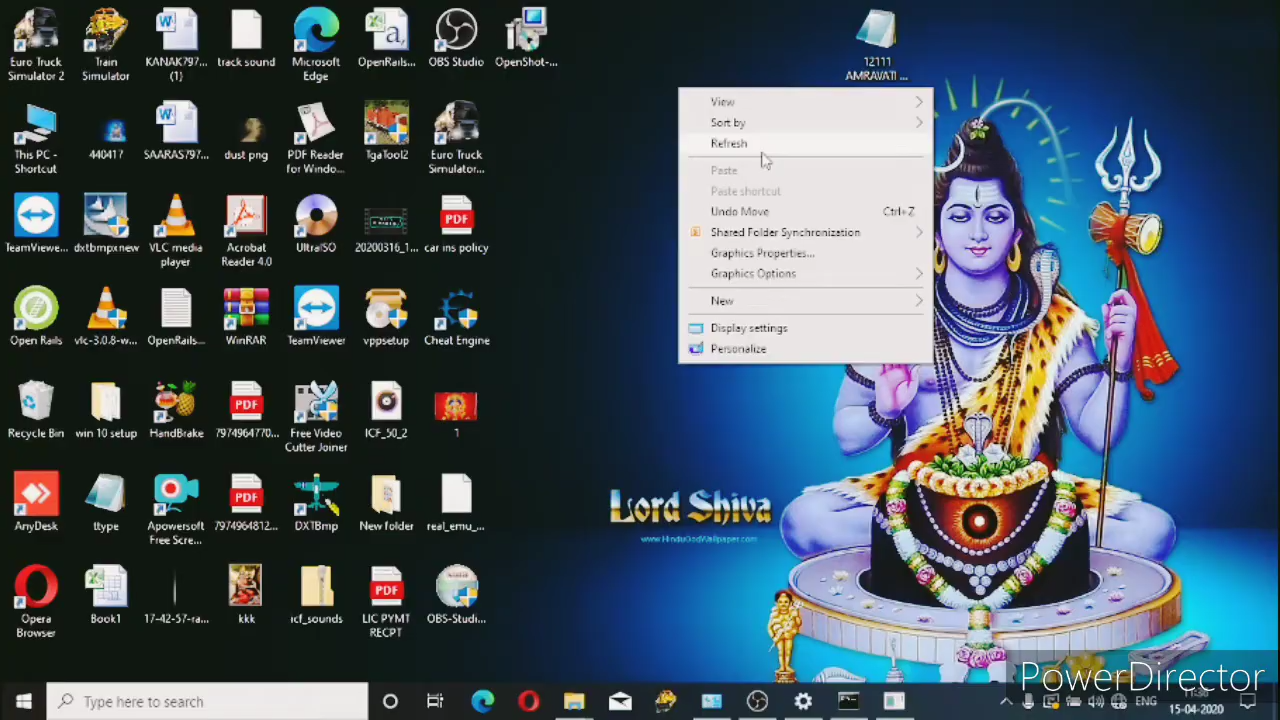 Euro Truck
Simulator 2
Train
Simulator
KANAK797...
(1)
track sound
Microsoft
Edge
OpenRails...
OBS Studio
OpenShot-...
12111
AMRAVATI ...
This PC -
Shortcut
440417
SAARAS797...
dust png
PDF Reader
for Windo...
TgaTool2
Euro Truck
Simulator...
TeamViewe...
dxtbmpxnew
VLC media
player
Acrobat
Reader 4.0
UltraISO
20200316_1...
car ins policy
Open Rails
vlc-3.0.8-w...
OpenRails...
WinRAR
TeamViewer
vppsetup
Cheat Engine
Recycle Bin
win 10 setup
HandBrake
7974964770...
Free Video
Cutter Joiner
ICF_50_2
1
AnyDesk
ttype
Apowersoft
Free Scre...
7974964812...
DXTBmp
New folder
real_emu_...
Opera
Browser
Book1
17-42-57-ra...
kkk
icf_sounds
LIC PYMT
RECPT
OBS-Studi...
View
Sort by
Refresh
Paste
Paste shortcut
Undo Move Ctrl+Z
Shared Folder Synchronization
Graphics Properties...
Graphics Options
New
Display settings
Personalize
Lord Shiva
www.HinduGodWallpaper.com
PowerDirector
Type here to search
ENG
15-04-2020